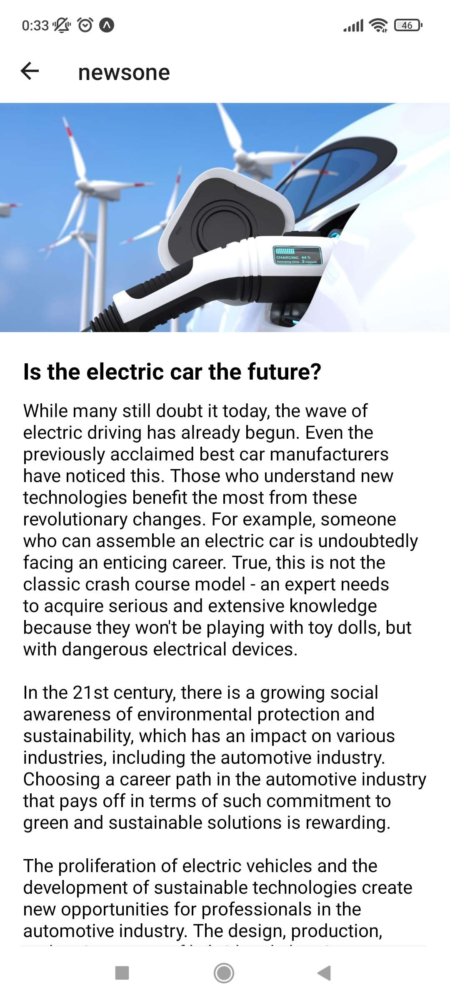 0:33
46
newsone
CHARGING 44 %
Remaing time 2 minute
Is the electric car the future?
While many still doubt it today, the wave of
electric driving has already begun. Even the
previously acclaimed best car manufacturers
have noticed this. Those who understand new
technologies benefit the most from these
revolutionary changes. For example, someone
who can assemble an electric car is undoubtedly
facing an enticing career. True, this is not the
classic crash course model - an expert needs
to acquire serious and extensive knowledge
because they won't be playing with toy dolls, but
with dangerous electrical devices.
In the 21st century, there is a growing social
awareness of environmental protection and
sustainability, which has an impact on various
industries, including the automotive industry.
Choosing a career path in the automotive industry
that pays off in terms of such commitment to
green and sustainable solutions is rewarding.
The proliferation of electric vehicles and the
development of sustainable technologies create
new opportunities for professionals in the
automotive industry. The design, production,